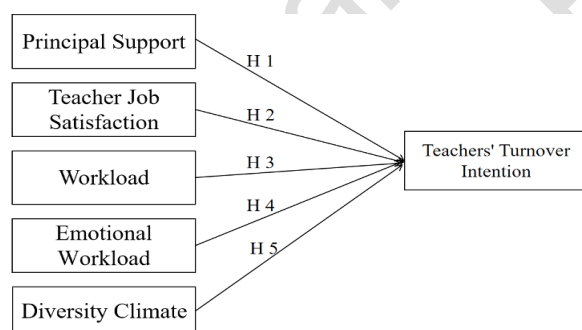 Principal Support
H 1
Teacher Job
Satisfaction
H 2
Teachers' Turnover
Intention
Workload
H 3
H 4
Emotional
Workload
H 5
Diversity Climate